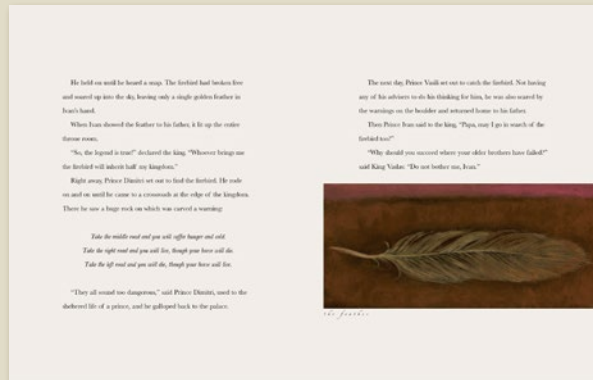 He held on until he heard a snap. The firebird had broken free
and soared up into the sky, leaving only a single golden feather in
Ivan's hand.
When Ivan showed the feather to his father, it lit up the entire
throne room.
"So, the legend is true!" declared the king. "Whoever brings me
the firebird will inherit half my kingdom."
Right away, Prince Dimitri set out to find the firebird. He rode
on and on until he came to a crossroads at the edge of the kingdom.
There he saw a huge rock on which was carved a warning:
Take the middle road and you will suffer hunger and cold.
Take the right road and you will live, though your horse will die.
Take the left road and you will die, though your horse will live.
"They all sound too dangerous," said Prince Dimitri, used to the
sheltered life of a prince, and he galloped back to the palace.
The next day, Prince Vasili set out to catch the firebird. Not having
any of his advisers to do his thinking for him, he was also scared by
the warnings on the boulder and returned home to his father.
Then Prince Ivan said to the king, "Papa, may I go in search of the
firebird too?"
"Why should you succeed where your older brothers have failed?"
said King Vaslav. "Do not bother me, Ivan."
the feather